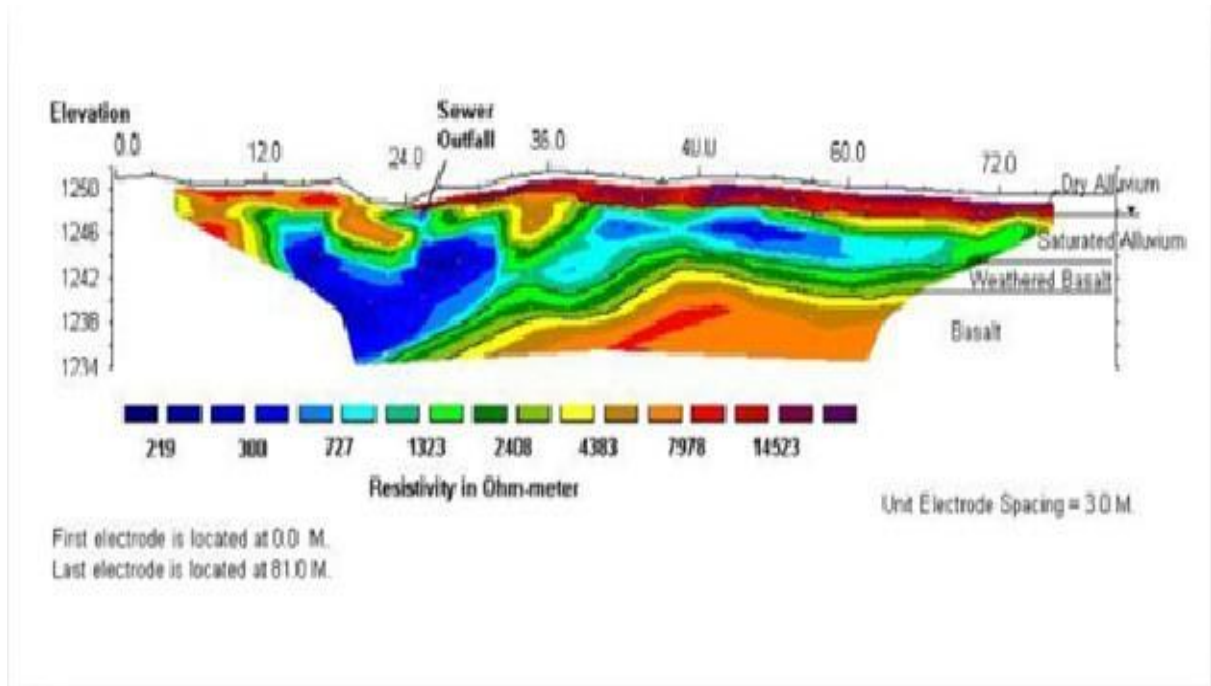 Elevation
Sewer
Outfall
0.0 12.0 24.0 36.0 40.0 60.0 72.0
1250
1246
1242
1238
1234
Dry Alluvium
Saturated Alluvium
Weathered Basalt
Basalt
219 300 727 1323 2408 4383 7978 14523
Resistivity in Ohm-meter
Unit Electrode Spacing = 3.0 M.
First electrode is located at 0.0 M.
Last electrode is located at 81.0 M.